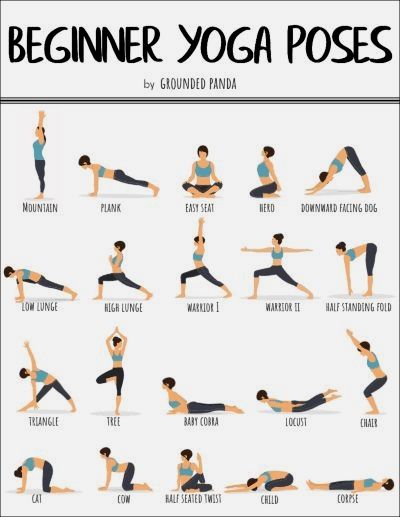 BEGINNER YOGA POSES
by GROUNDED PANDA
MOUNTAIN PLANK EASY SEAT HERO DOWNWARD FACING DOG
LOW LUNGE HIGH LUNGE WARRIOR I WARRIOR II HALF STANDING FOLD
TRIANGLE TREE BABY COBRA LOCUST CHAIR
CAT COW HALF SEATED TWIST CHILD CORPSE